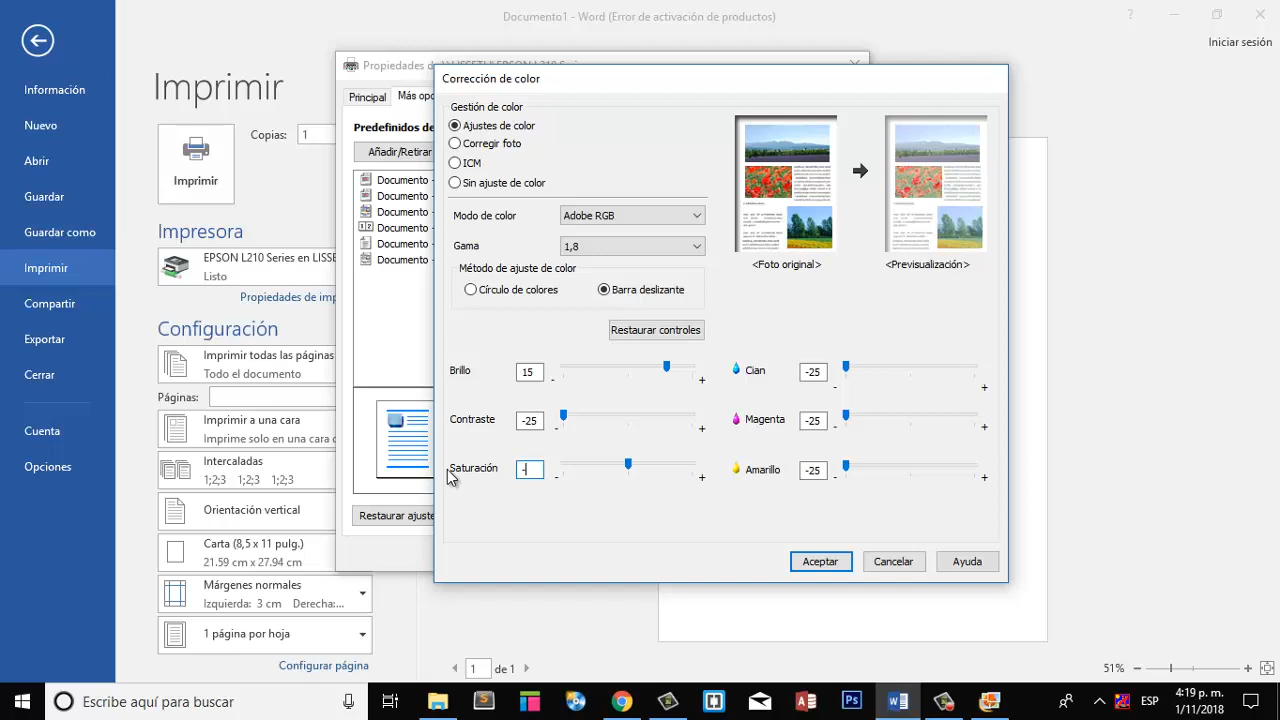 Documento1 - Word (Error de activación de productos)
Iniciar sesión
Información
Nuevo
Abrir
Guardar
Guardar como
Imprimir
Compartir
Exportar
Cerrar
Cuenta
Opciones
Imprimir
Imprimir
Copias: 1
Impresora
EPSON L210 Series en LISSE
Listo
Propiedades de imp
Configuración
Imprimir todas las páginas
Todo el documento
Páginas:
Imprimir a una cara
Imprime solo en una cara d
Intercaladas
1;2;3 1;2;3 1;2;3
Orientación vertical
Carta (8,5 x 11 pulg.)
21.59 cm x 27.94 cm
Márgenes normales
Izquierda: 3 cm Derecha:...
1 página por hoja
Configurar página
Propiedades de
Principal
Más opc
Predefinidos de
Añadir/Retirar
Documento -
Documento -
Documento -
Documento -
Documento -
Documento -
Restaurar ajuste
Corrección de color
Gestión de color
Ajustes de color
Corregir foto
ICM
Sin ajuste de color
Modo de color Adobe RGB
Gama 1,8
Método de ajuste de color
Círculo de colores Barra deslizante
Restaurar controles
<Foto original> <Previsualización>
Brillo 15 - +
Contraste -25 - +
Saturación - - +
Cian -25 - +
Magenta -25 - +
Amarillo -25 - +
Aceptar Cancelar Ayuda
1 de 1
51%
Escribe aquí para buscar
ESP
4:19 p. m.
1/11/2018